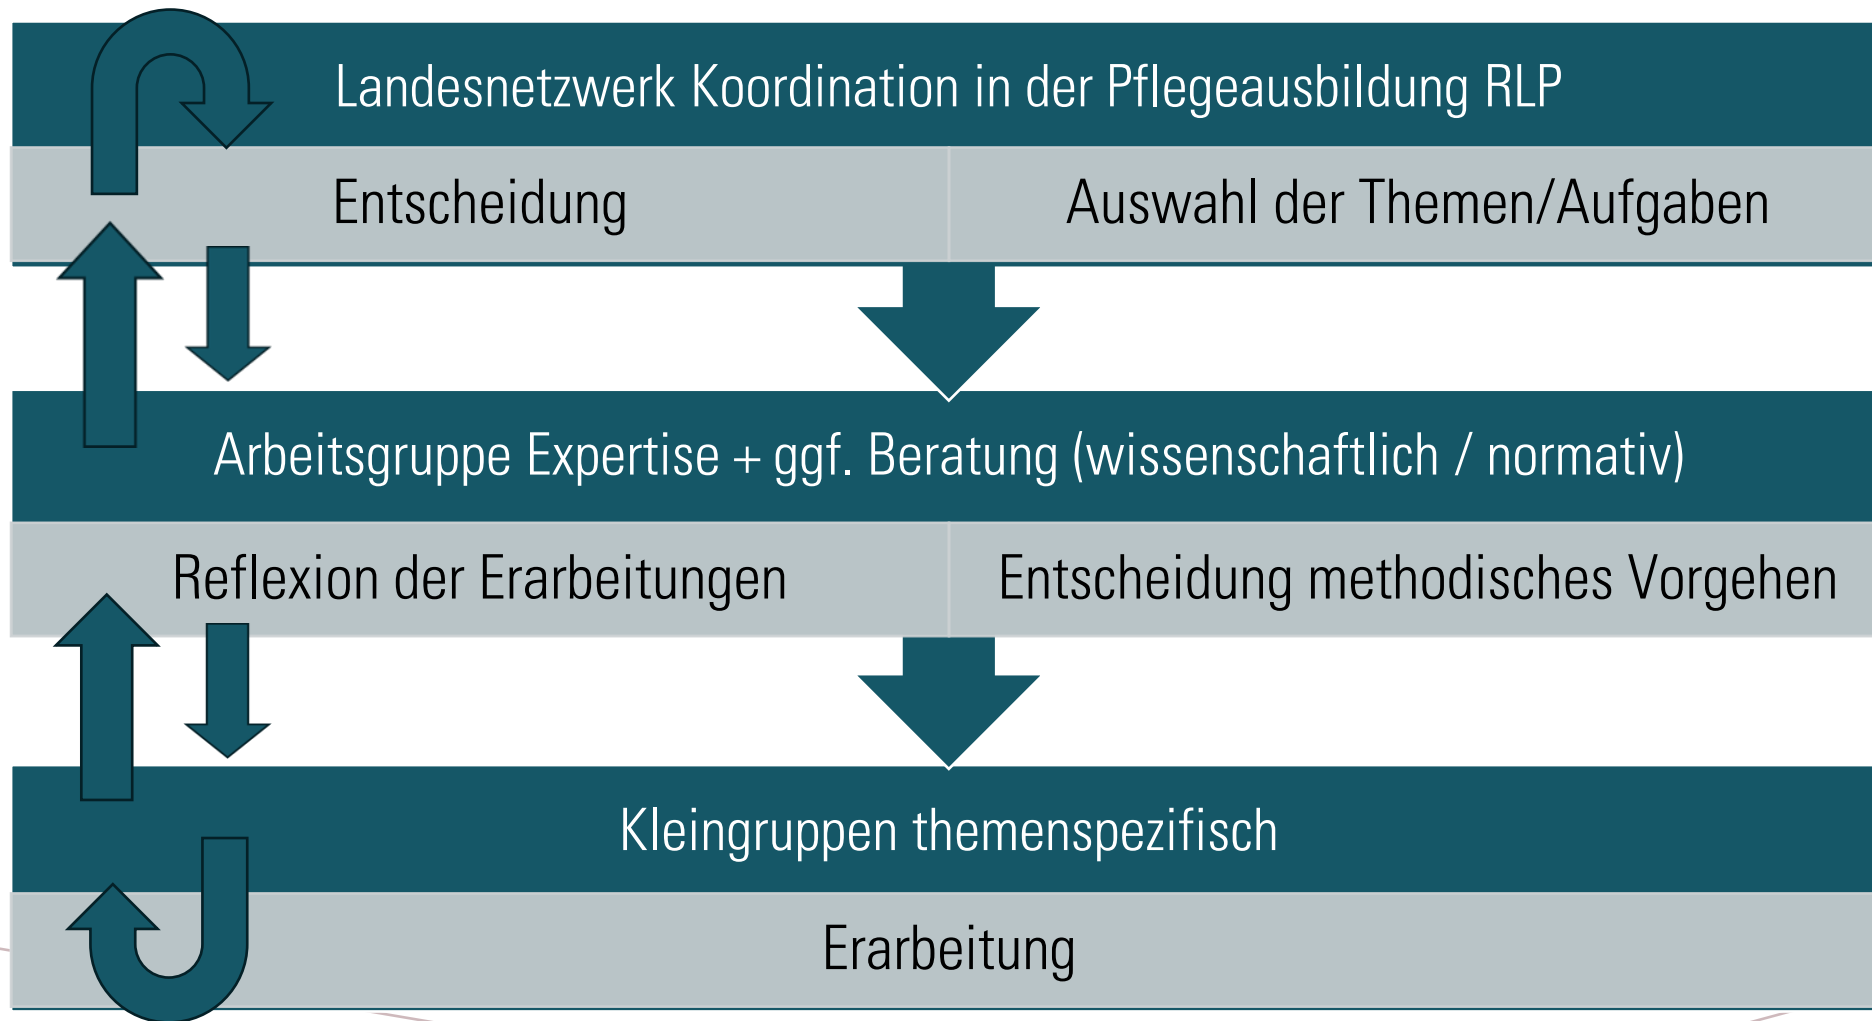 Landesnetzwerk Koordination in der Pflegeausbildung RLP
Entscheidung
Auswahl der Themen/Aufgaben
Arbeitsgruppe Expertise + ggf. Beratung (wissenschaftlich / normativ)
Reflexion der Erarbeitungen
Entscheidung methodisches Vorgehen
Kleingruppen themenspezifisch
Erarbeitung